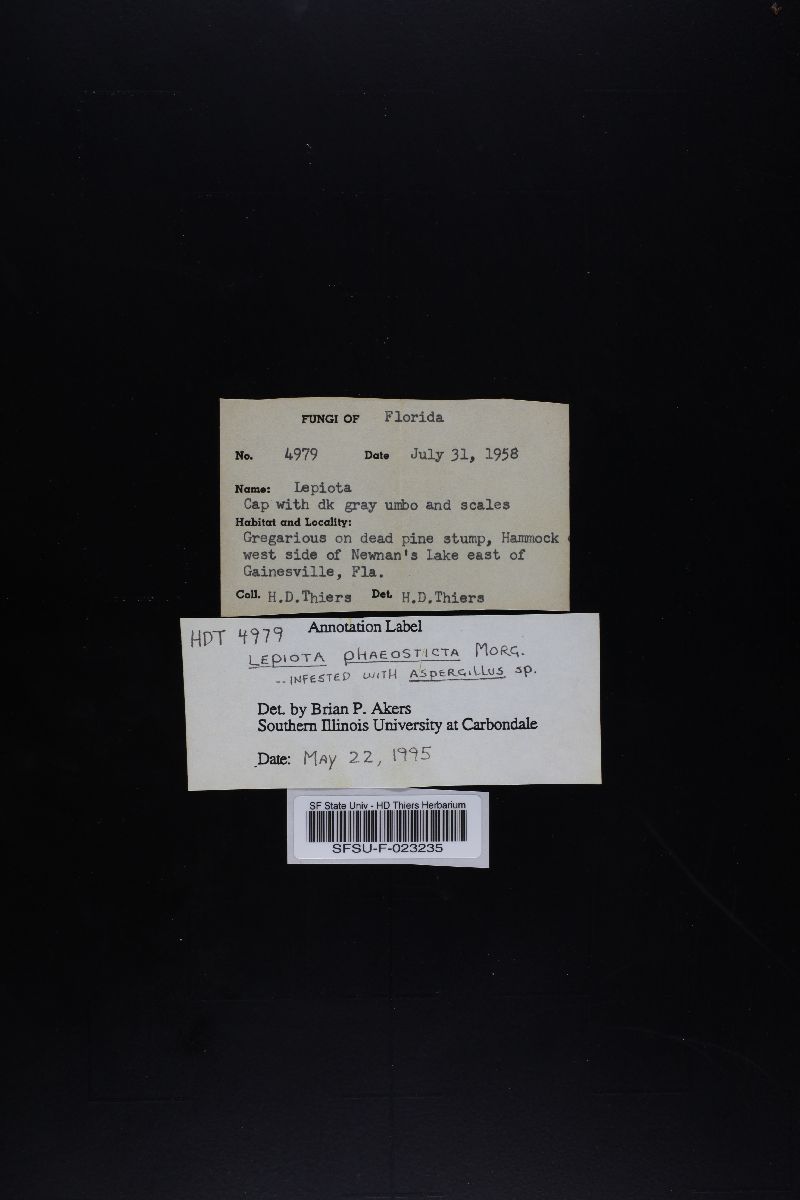 FUNGI OF Florida
No. 4979 Date July 31, 1958
Name: Lepiota
Cap with dk gray umbo and scales
Habitat and Locality:
Gregarious on dead pine stump, Hammock
west side of Newnan's Lake east of
Gainesville, Fla.
Coll. H.D.Thiers Det. H.D.Thiers
HDT 4979 Annotation Label
LEPIOTA PHAEOSTICTA MORG.
-- INFESTED WITH ASPERGILLUS sp.
Det. by Brian P. Akers
Southern Illinois University at Carbondale
Date: MAY 22, 1995
SF State Univ - HD Thiers Herbarium
SFSU-F-023235